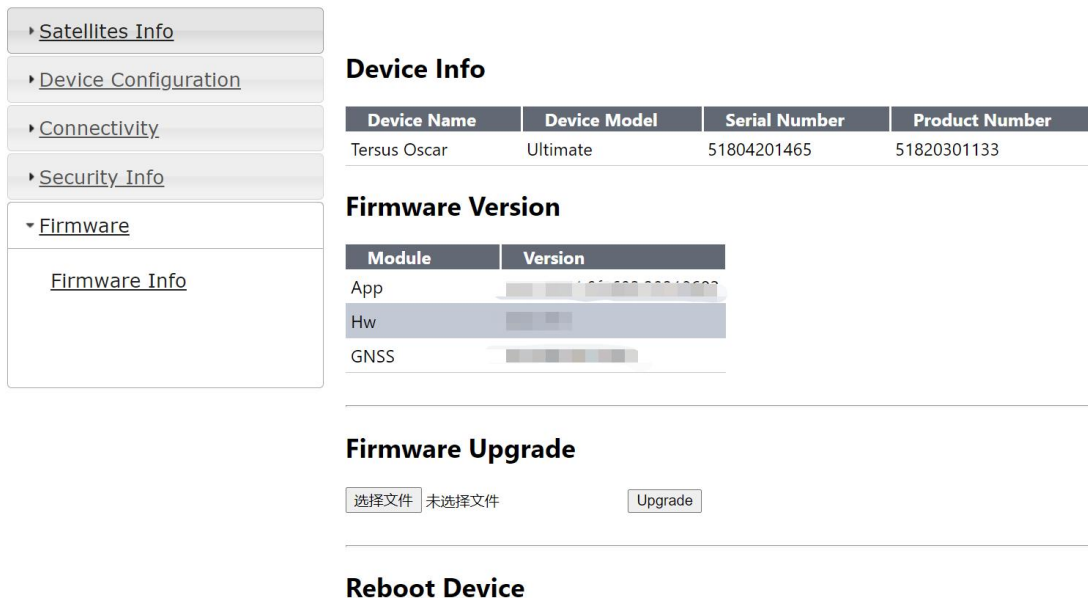 Satellites Info
Device Configuration
Connectivity
Security Info
Firmware
Firmware Info
Device Info
Device Name Device Model Serial Number Product Number
Tersus Oscar Ultimate 51804201465 51820301133
Firmware Version
Module Version
App
Hw
GNSS
Firmware Upgrade
选择文件 未选择文件 Upgrade
Reboot Device